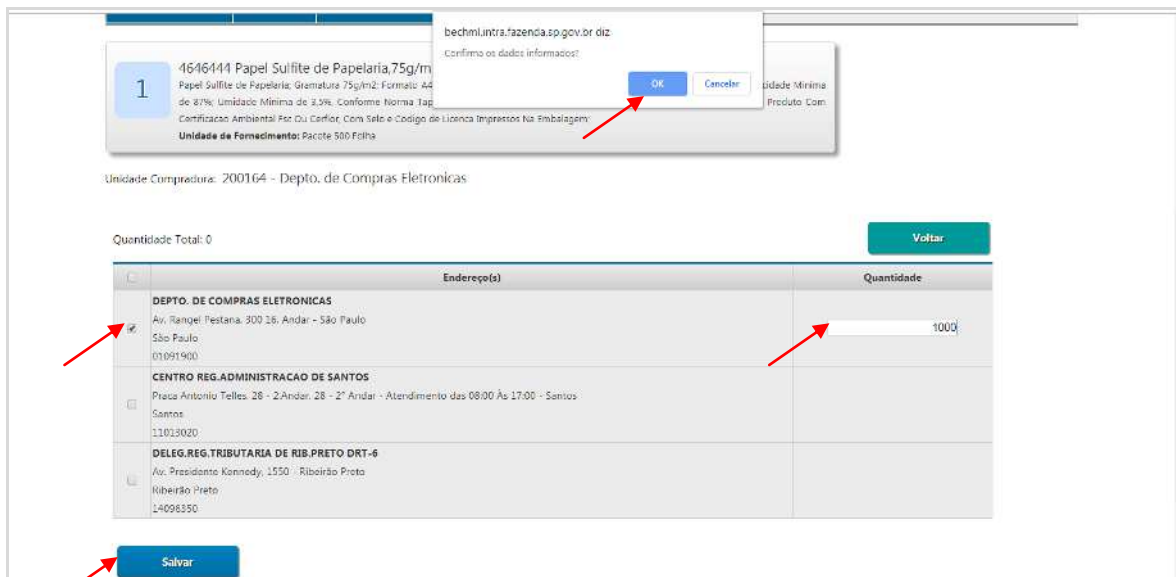 bechml.intra.fazenda.sp.gov.br diz
Confirma os dados informados?
OK
Cancelar
1
4646444 Papel Sulfite de Papelaria,75g/m
Papel Sulfite de Papelaria; Gramatura 75g/m2; Formato A4
cidade Minima
de 87%; Umidade Minima de 3,5%, Conforme Norma Tap
Produto Com
Certificacao Ambiental Fsc Ou Cerflor, Com Selo e Codigo de Licenca Impressos Na Embalagem;
Unidade de Fornecimento: Pacote 500 Folha
Unidade Compradora: 200164 - Depto. de Compras Eletronicas
Quantidade Total: 0
Voltar
Endereço(s)
Quantidade
DEPTO. DE COMPRAS ELETRONICAS
Av. Rangel Pestana, 300 16. Andar - São Paulo
São Paulo
01091900
1000
CENTRO REG.ADMINISTRACAO DE SANTOS
Praca Antonio Telles, 28 - 2.Andar, 28 - 2° Andar - Atendimento das 08:00 Às 17:00 - Santos
Santos
11013020
DELEG.REG.TRIBUTARIA DE RIB.PRETO DRT-6
Av. Presidente Kennedy, 1550 - Ribeirão Preto
Ribeirão Preto
14096350
Salvar